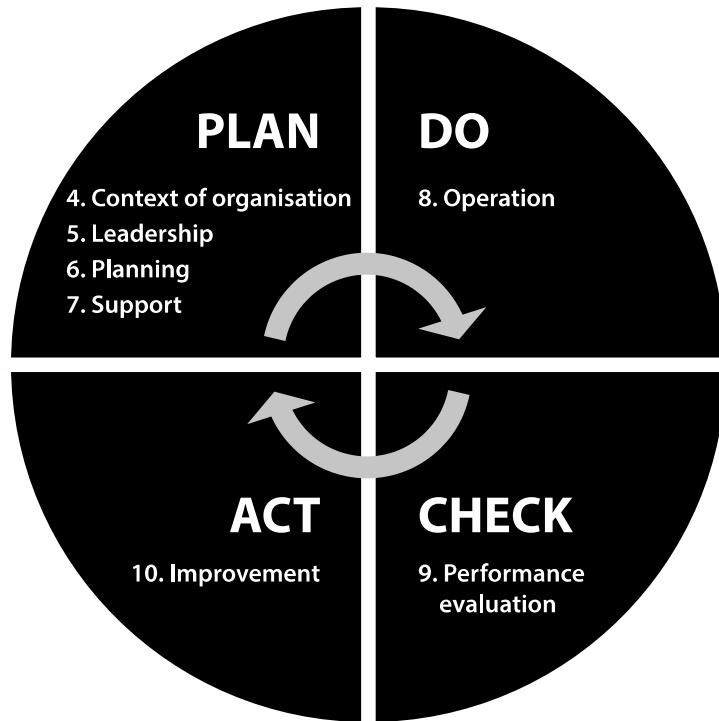 PLAN
4. Context of organisation
5. Leadership
6. Planning
7. Support
DO
8. Operation
ACT
10. Improvement
CHECK
9. Performance
evaluation